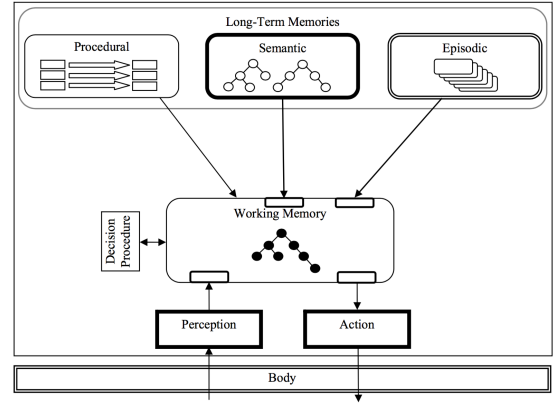 Long-Term Memories
Procedural
Semantic
Episodic
Working Memory
Decision
Procedure
Perception
Action
Body